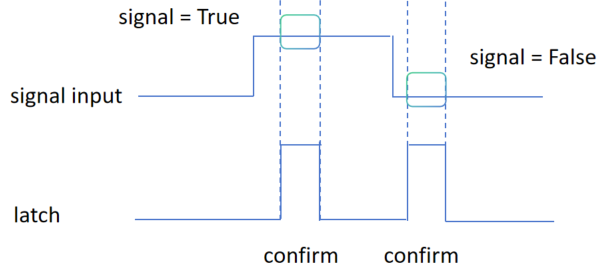 signal = True
signal = False
signal input
latch
confirm confirm